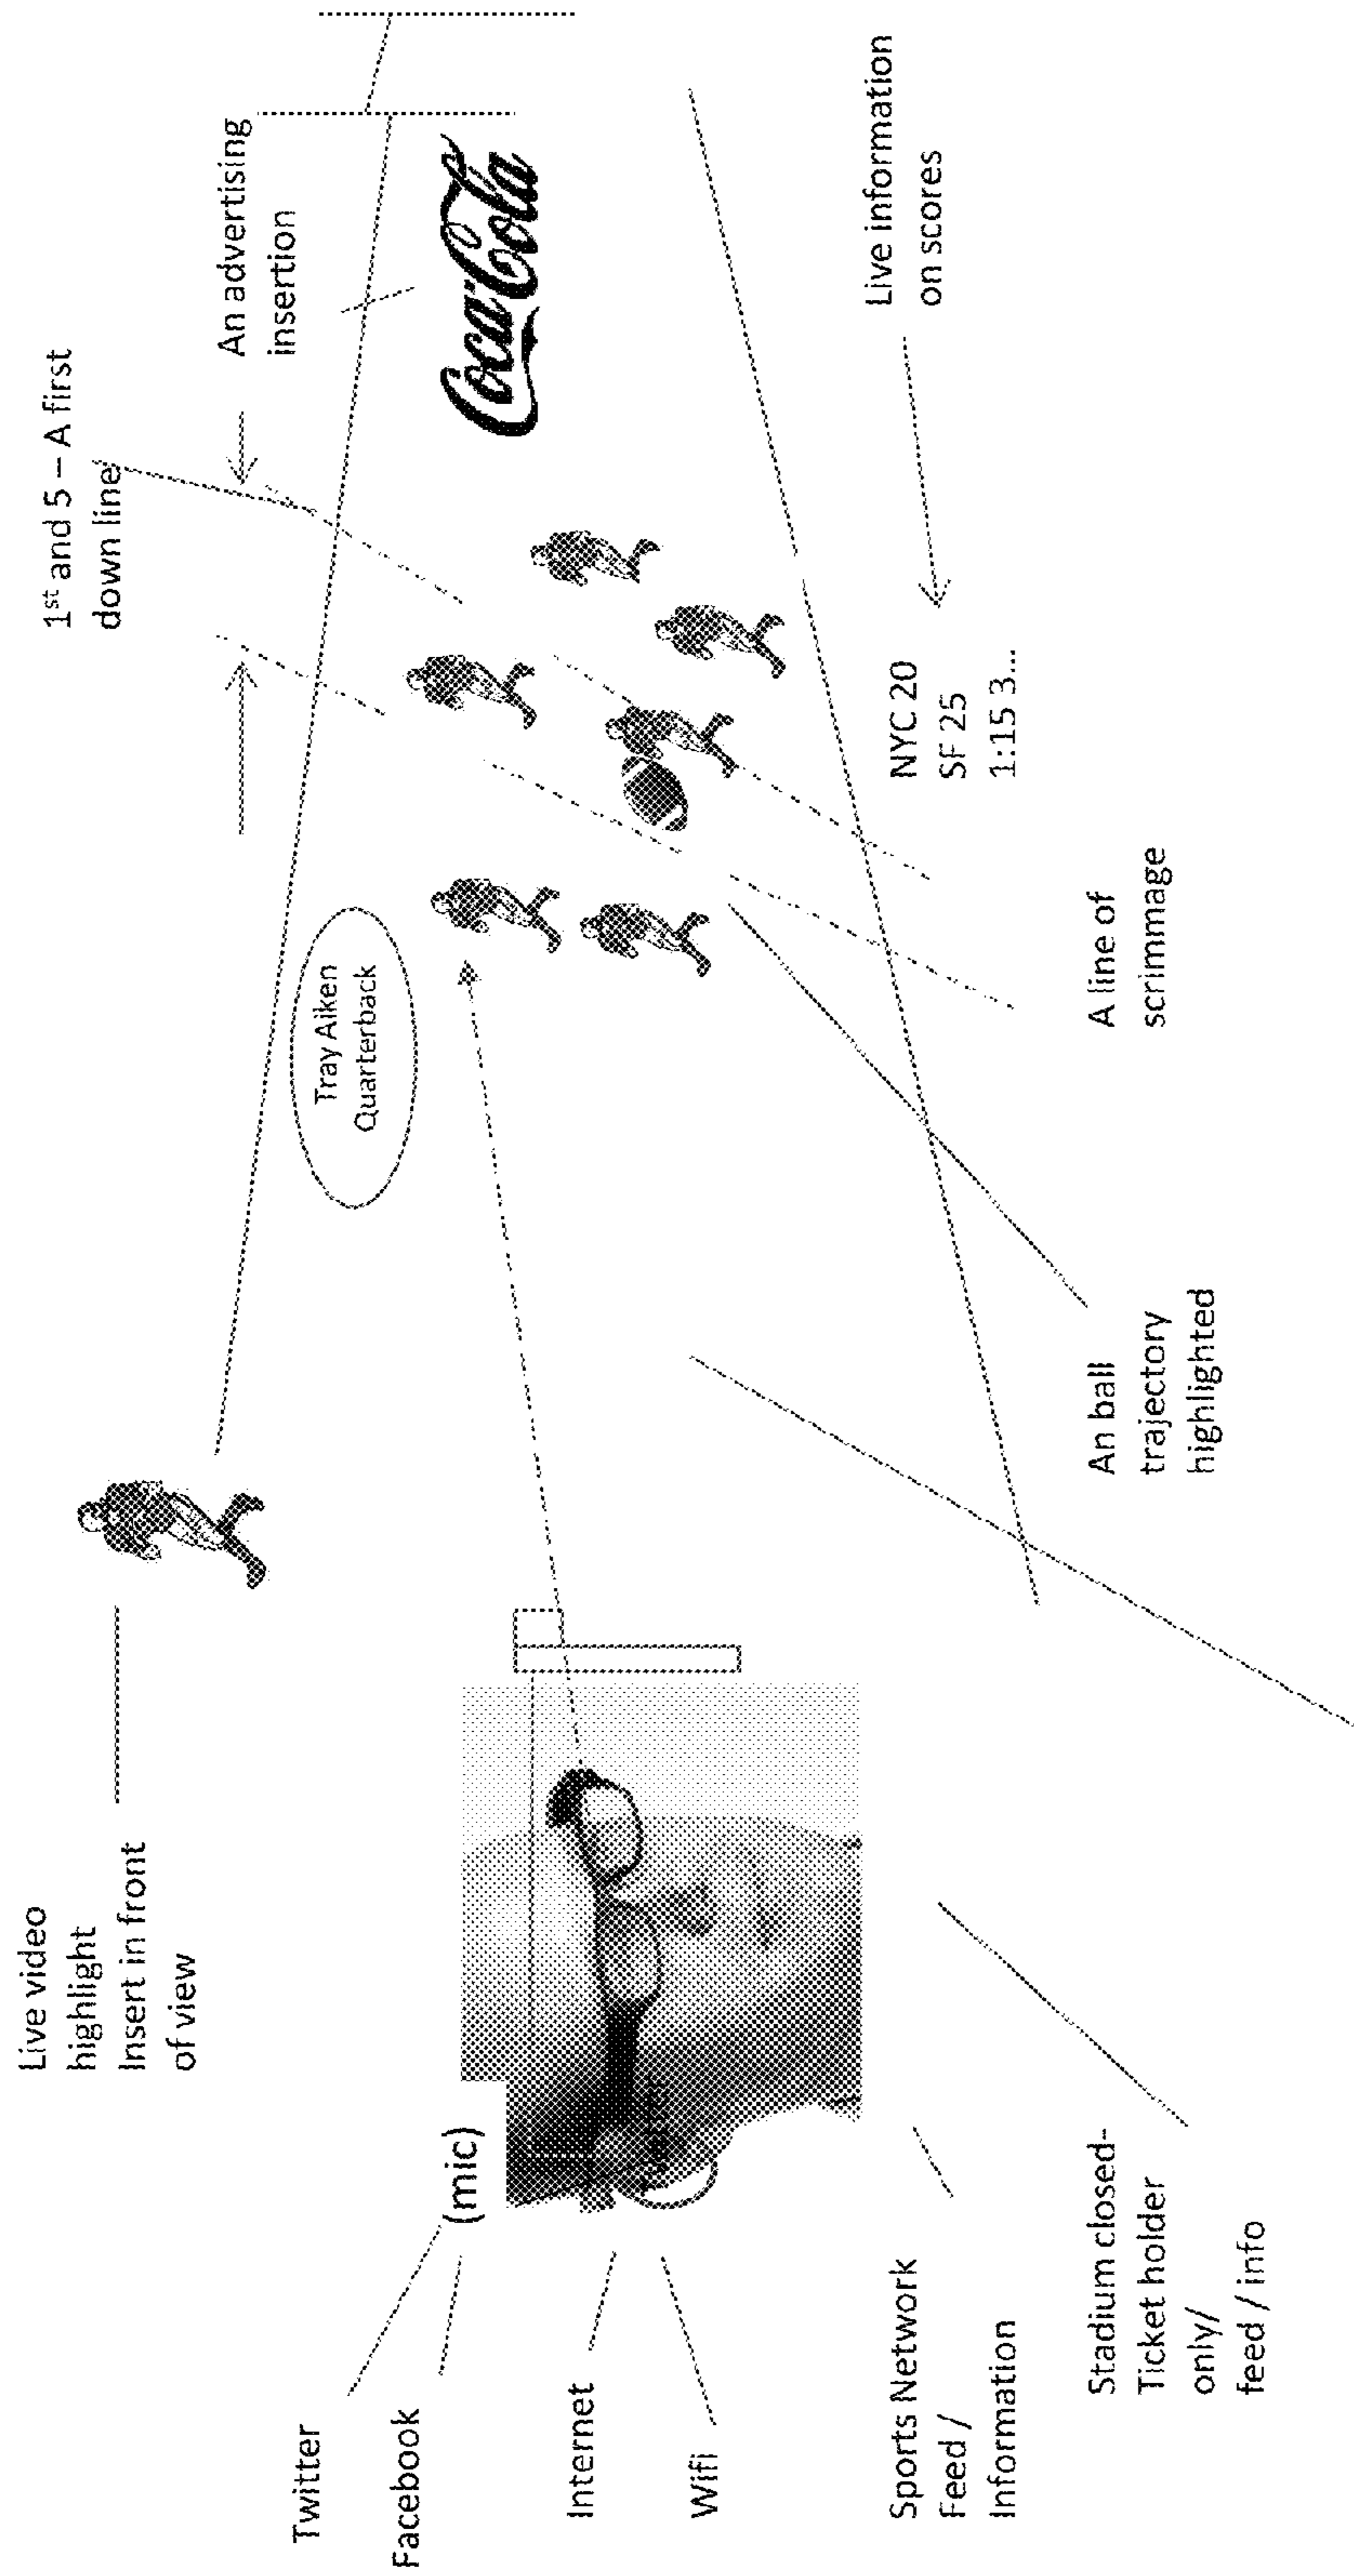 Live video
highlight
Insert in front
of view
1st and 5 – A first
down line
An advertising
insertion
Tray Aiken
Quarterback
Coca-Cola
Twitter
Facebook
(mic)
Internet
Wifi
NYC 20
SF 25
1:15 3...
Live information
on scores
Sports Network
Feed /
Information
Stadium closed-
Ticket holder
only/
feed / info
An ball
trajectory
highlighted
A line of
scrimmage